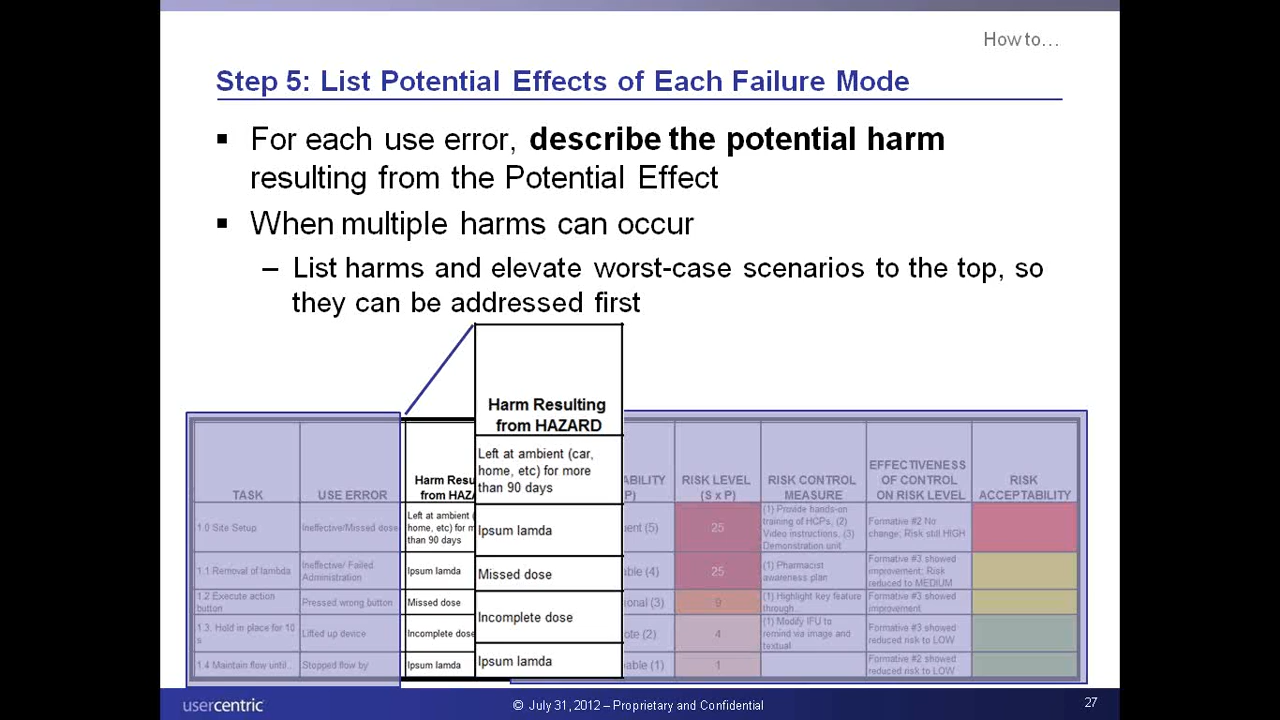 How to…
Step 5: List Potential Effects of Each Failure Mode
▪ For each use error, describe the potential harm
resulting from the Potential Effect
▪ When multiple harms can occur
– List harms and elevate worst-case scenarios to the top, so
they can be addressed first
Harm Resulting
from HAZARD
Left at ambient (car,
home, etc) for more
than 90 days
Ipsum lamda
Missed dose
Incomplete dose
Ipsum lamda
TASK
USE ERROR
Harm Resu
from HAZA
ABILITY
P)
RISK LEVEL
(S x P)
RISK CONTROL
MEASURE
EFFECTIVENESS
OF CONTROL
ON RISK LEVEL
RISK
ACCEPTABILITY
1.0 Site Setup
Ineffective/Missed dose
Left at ambient (
home, etc) for m
than 90 days
ent (5)
25
(1) Provide hands-on
training of HCPs, (2)
Video instructions, (3)
Demonstration unit
Formative #2 No
change; Risk still HIGH
1.1 Removal of lambda
Ineffective/ Failed
Administration
Ipsum lamda
able (4)
25
(1) Pharmacist
awareness plan
Formative #3 showed
improvement; Risk
reduced to MEDIUM
1.2 Execute action
button
Pressed wrong button
Missed dose
ional (3)
9
(1) Highlight key feature
through...
Formative #3 showed
improvement
1.3. Hold in place for 10
s
Lifted up device
Incomplete dose
ote (2)
4
(1) Modify IFU to
remind via image and
textual
Formative #3 showed
reduced risk to LOW
1.4 Maintain flow until...
Stopped flow by
Ipsum lamda
eable (1)
1
Formative #2 showed
reduced risk to LOW
usercentric
© July 31, 2012 – Proprietary and Confidential
27